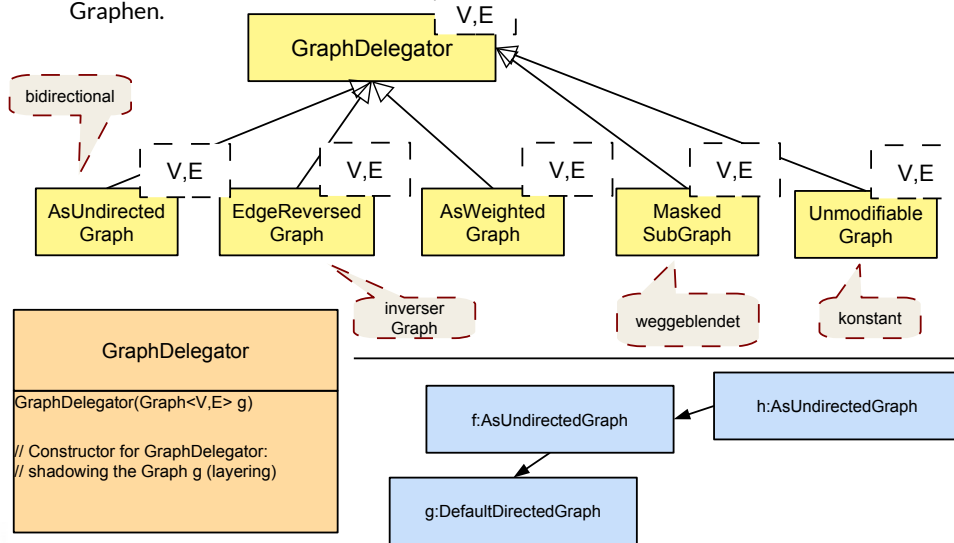 Graphen.
V,E
GraphDelegator
bidirectional
V,E
V,E
V,E
V,E
V,E
AsUndirected
Graph
EdgeReversed
Graph
AsWeighted
Graph
Masked
SubGraph
Unmodifiable
Graph
inverser
Graph
weggeblendet
konstant
GraphDelegator
GraphDelegator(Graph<V,E> g)
// Constructor for GraphDelegator:
// shadowing the Graph g (layering)
f:AsUndirectedGraph
h:AsUndirectedGraph
g:DefaultDirectedGraph